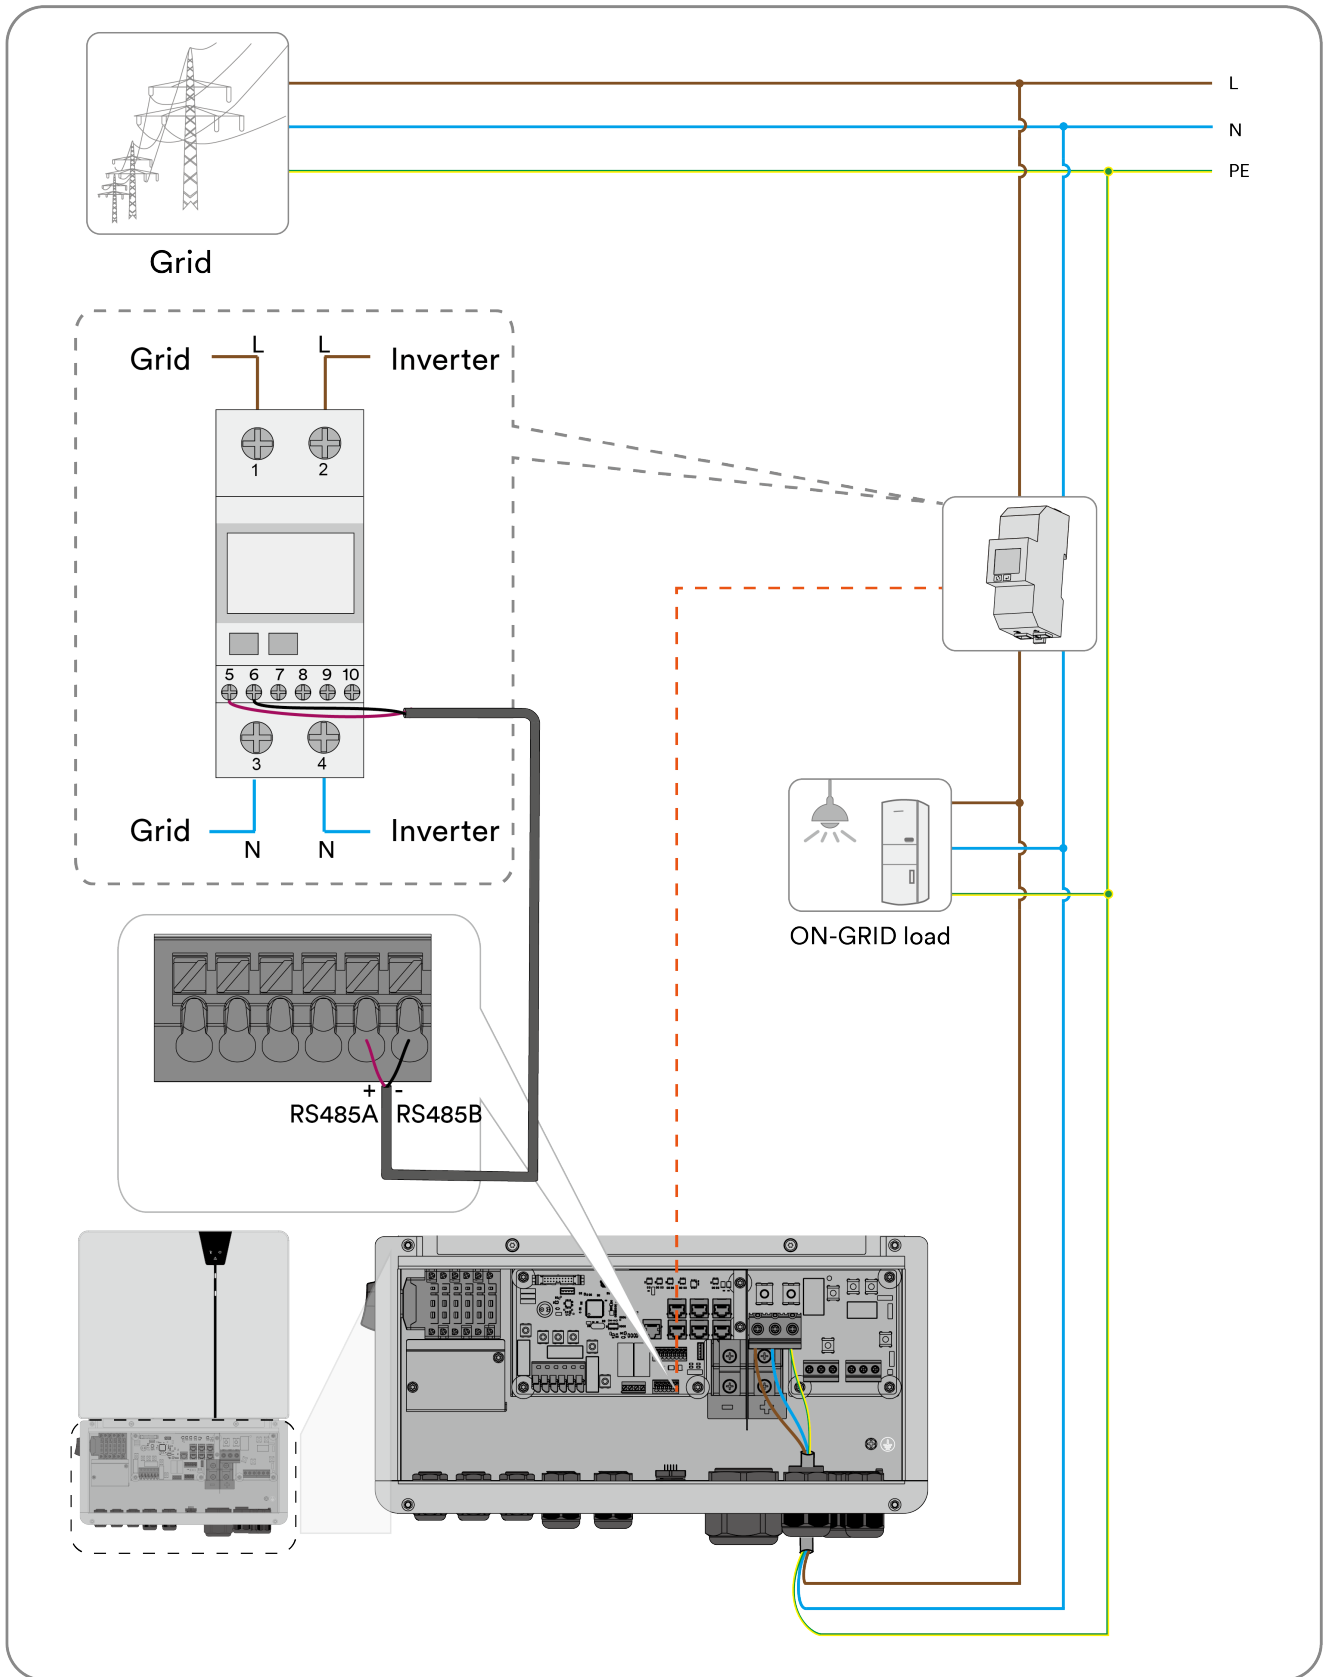 L
N
PE
Grid
L L
Grid Inverter
1 2
5 6 7 8 9 10
3 4
Grid Inverter
N N
ON-GRID load
+ -
RS485A RS485B
- +